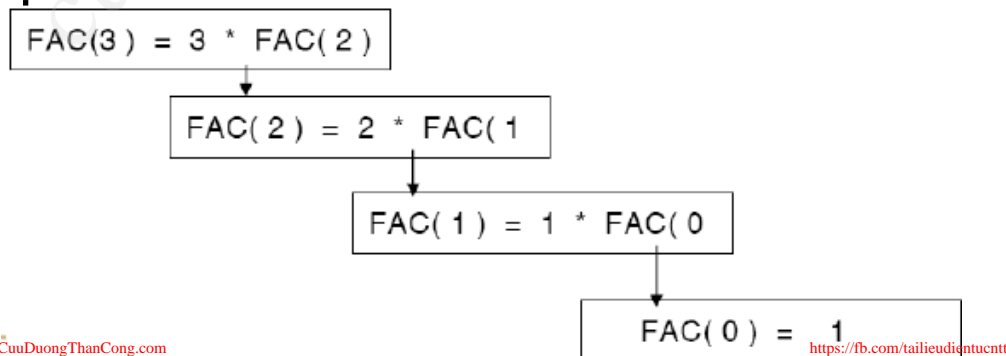 FAC(3) = 3 * FAC(2)
FAC(2) = 2 * FAC(1
FAC(1) = 1 * FAC(0
FAC(0) = 1
CuuDuongThanCong.com
https://fb.com/tailieudientucntt